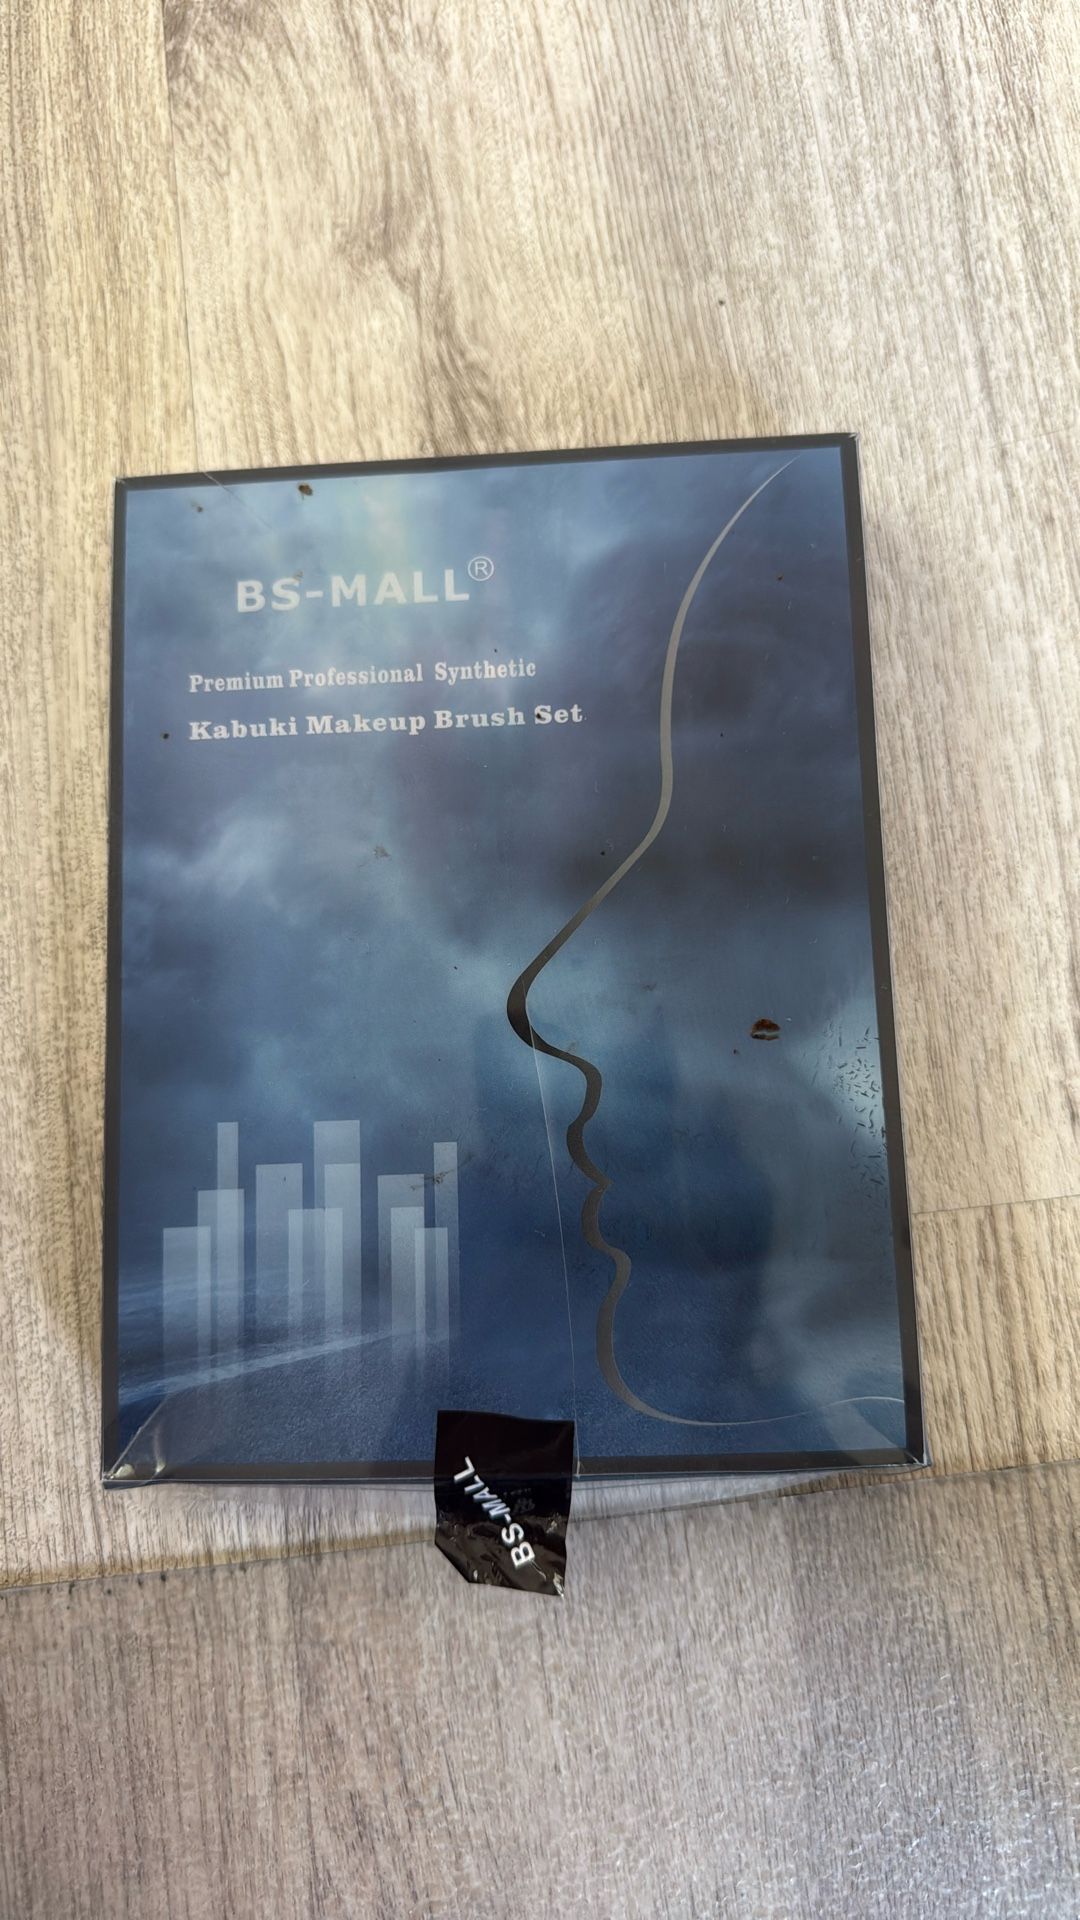 BS-MALL®
Premium Professional Synthetic
Kabuki Makeup Brush Set
BS-MALL